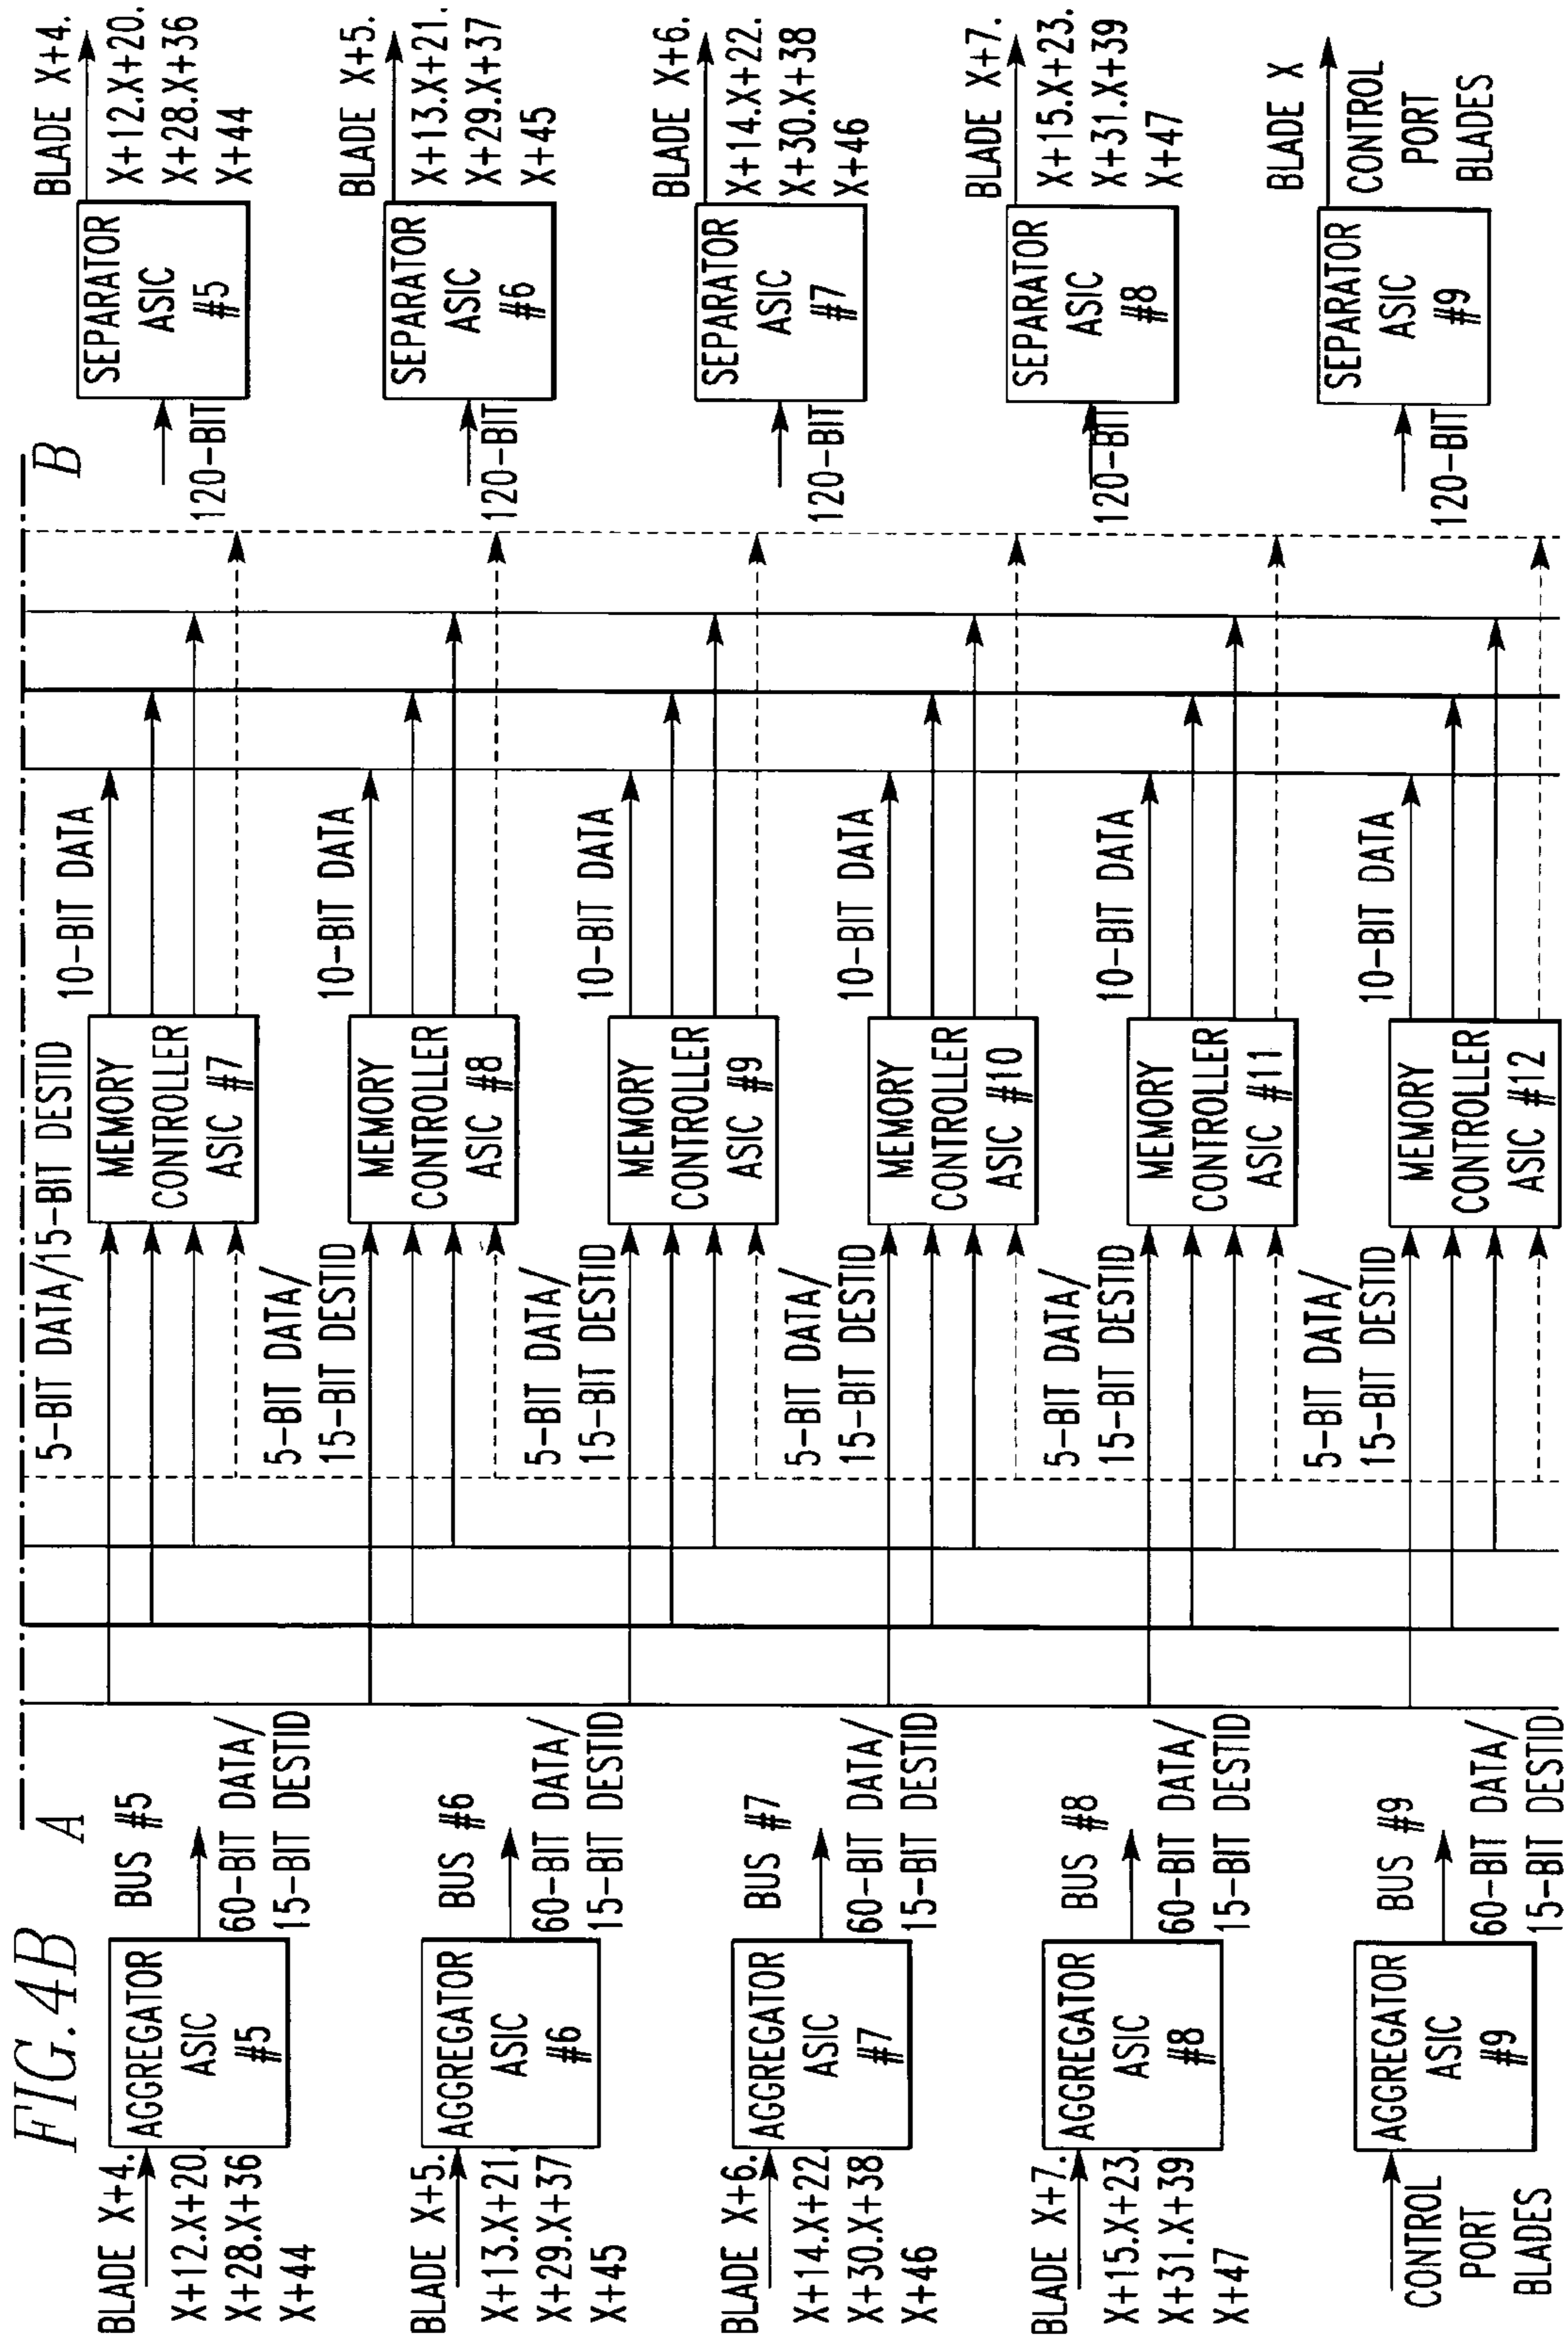 FIG. 4B
A
B
BLADE X+4.
X+12.X+20.
X+28.X+36
X+44
AGGREGATOR
ASIC
#5
BUS #5
60-BIT DATA/
15-BIT DESTID
BLADE X+5.
X+13.X+21.
X+29.X+37
X+45
AGGREGATOR
ASIC
#6
BUS #6
60-BIT DATA/
15-BIT DESTID
BLADE X+6.
X+14.X+22.
X+30.X+38
X+46
AGGREGATOR
ASIC
#7
BUS #7
60-BIT DATA/
15-BIT DESTID
BLADE X+7.
X+15.X+23.
X+31.X+39
X+47
AGGREGATOR
ASIC
#8
BUS #8
60-BIT DATA/
15-BIT DESTID
CONTROL
PORT
BLADES
AGGREGATOR
ASIC
#9
BUS #9
60-BIT DATA/
15-BIT DESTID
5-BIT DATA/15-BIT DESTID
MEMORY
CONTROLLER
ASIC #7
10-BIT DATA
5-BIT DATA/
15-BIT DESTID
MEMORY
CONTROLLER
ASIC #8
10-BIT DATA
5-BIT DATA/
15-BIT DESTID
MEMORY
CONTROLLER
ASIC #9
10-BIT DATA
5-BIT DATA/
15-BIT DESTID
MEMORY
CONTROLLER
ASIC #10
10-BIT DATA
5-BIT DATA/
15-BIT DESTID
MEMORY
CONTROLLER
ASIC #11
10-BIT DATA
5-BIT DATA/
15-BIT DESTID
MEMORY
CONTROLLER
ASIC #12
10-BIT DATA
120-BIT
SEPARATOR
ASIC
#5
BLADE X+4.
X+12.X+20.
X+28.X+36
X+44
120-BIT
SEPARATOR
ASIC
#6
BLADE X+5.
X+13.X+21.
X+29.X+37
X+45
120-BIT
SEPARATOR
ASIC
#7
BLADE X+6.
X+14.X+22.
X+30.X+38
X+46
120-BIT
SEPARATOR
ASIC
#8
BLADE X+7.
X+15.X+23.
X+31.X+39
X+47
120-BIT
SEPARATOR
ASIC
#9
BLADE X
CONTROL
PORT
BLADES